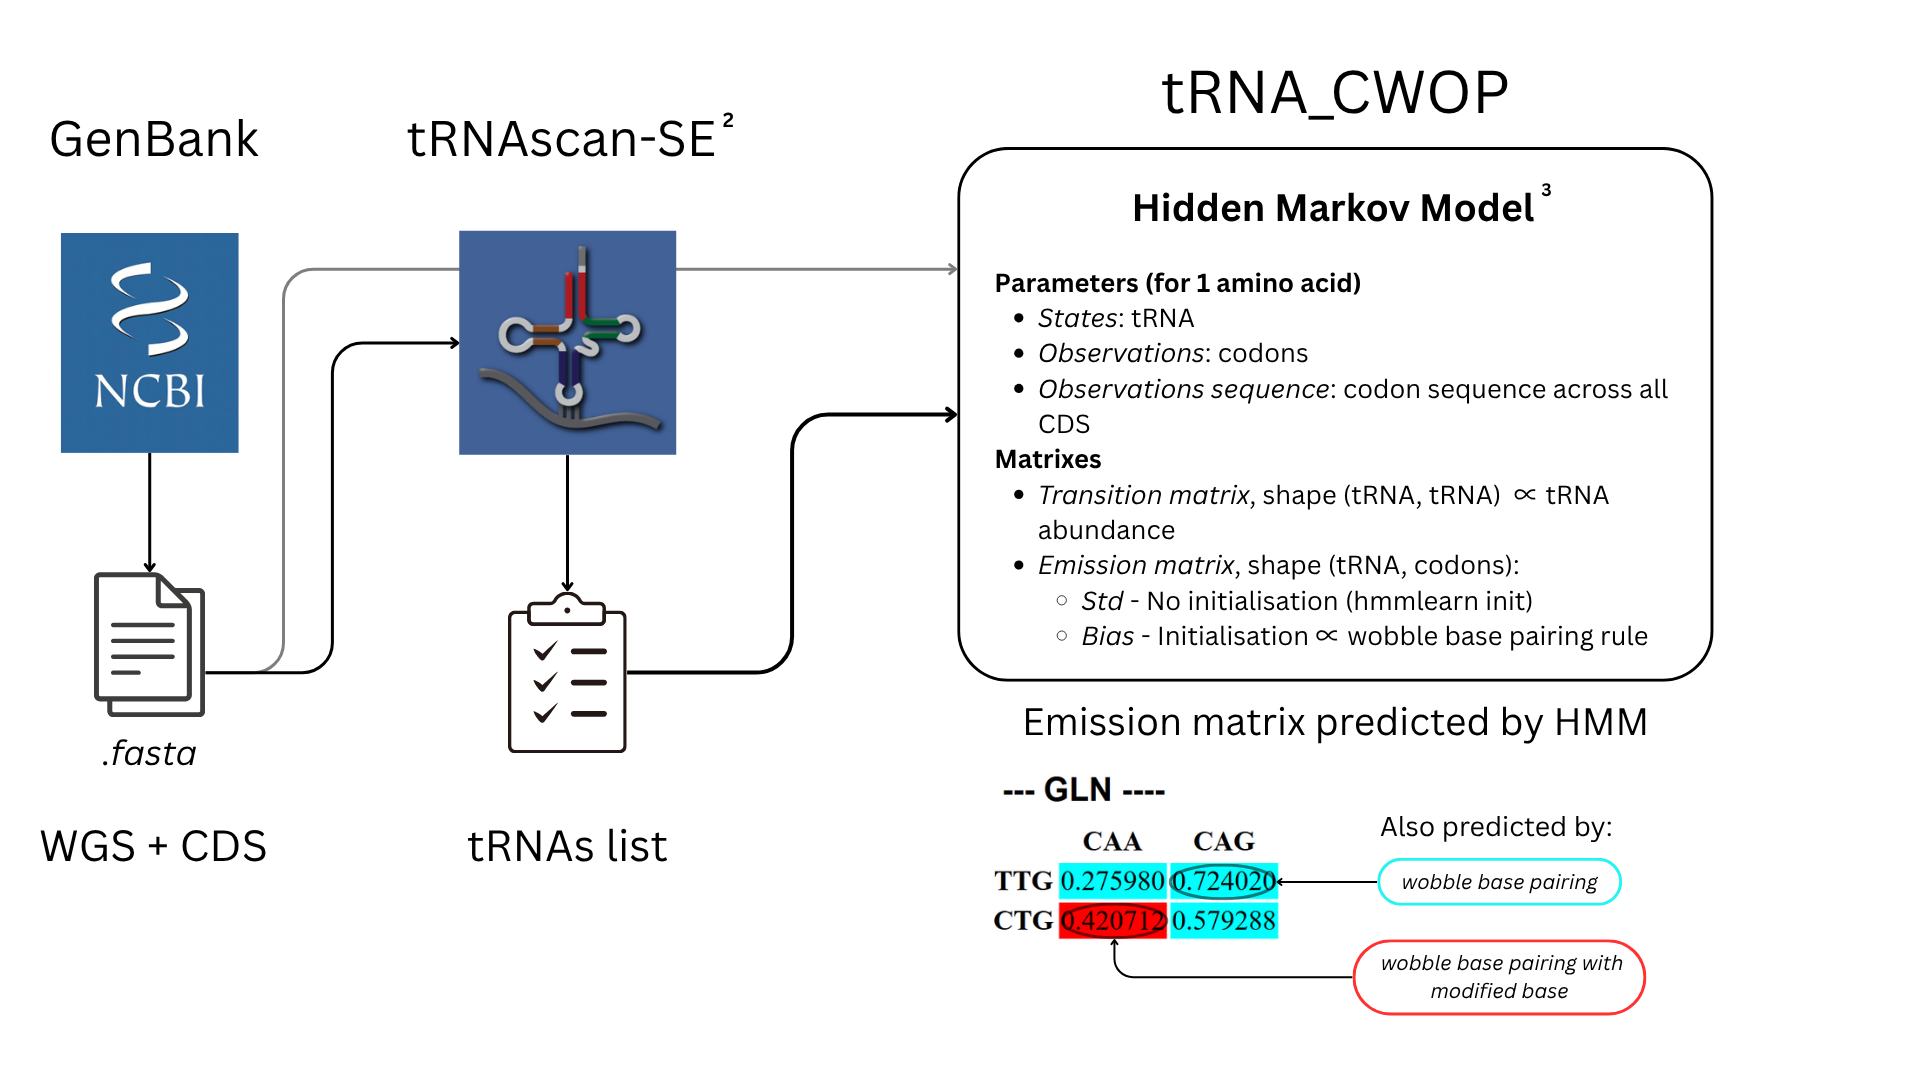 GenBank
NCBI
.fasta
WGS + CDS
tRNAscan-SE ²
tRNAs list
tRNA_CWOP
Hidden Markov Model ³
Parameters (for 1 amino acid)
• States: tRNA
• Observations: codons
• Observations sequence: codon sequence across all
CDS
Matrixes
• Transition matrix, shape (tRNA, tRNA) ∝ tRNA
abundance
• Emission matrix, shape (tRNA, codons):
◦ Std - No initialisation (hmmlearn init)
◦ Bias - Initialisation ∝ wobble base pairing rule
Emission matrix predicted by HMM
--- GLN ----
CAA CAG
TTG 0.275980 0.724020
CTG 0.420712 0.579288
Also predicted by:
wobble base pairing
wobble base pairing with
modified base